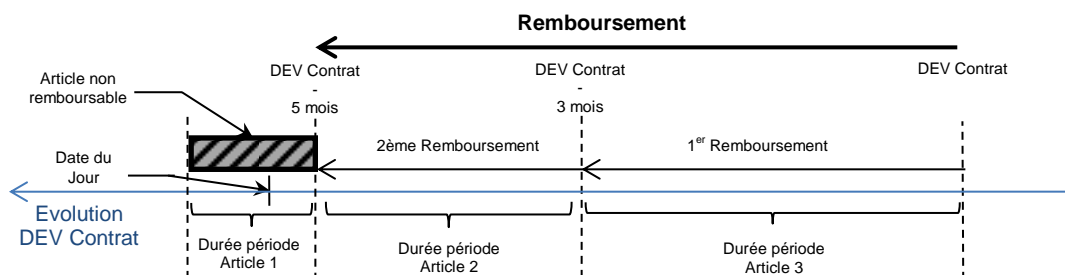 Remboursement
DEV Contrat
-
5 mois
DEV Contrat
-
3 mois
DEV Contrat
Article non
remboursable
2ème Remboursement
1er Remboursement
Date du
Jour
Evolution
DEV Contrat
Durée période
Article 1
Durée période
Article 2
Durée période
Article 3